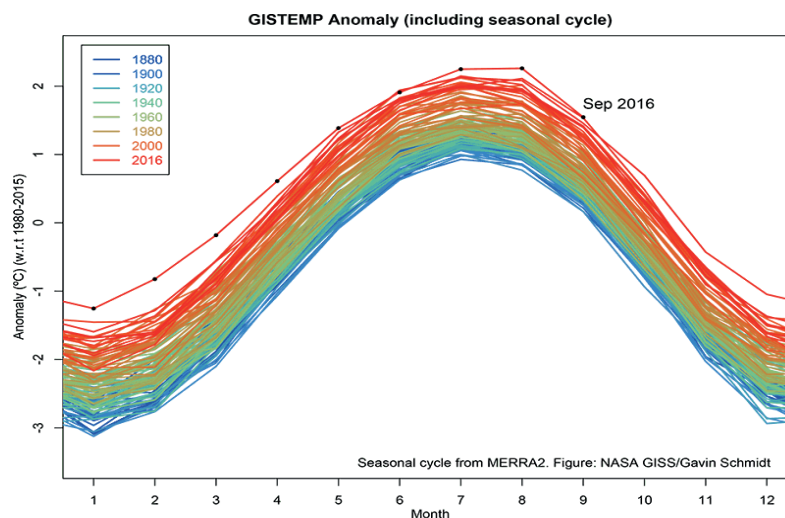 GISTEMP Anomaly (including seasonal cycle)
1880
1900
1920
1940
1960
1980
2000
2016
Sep 2016
Anomaly (ºC) (w.r.t 1980-2015)
2
1
0
-1
-2
-3
Seasonal cycle from MERRA2. Figure: NASA GISS/Gavin Schmidt
1 2 3 4 5 6 7 8 9 10 11 12
Month